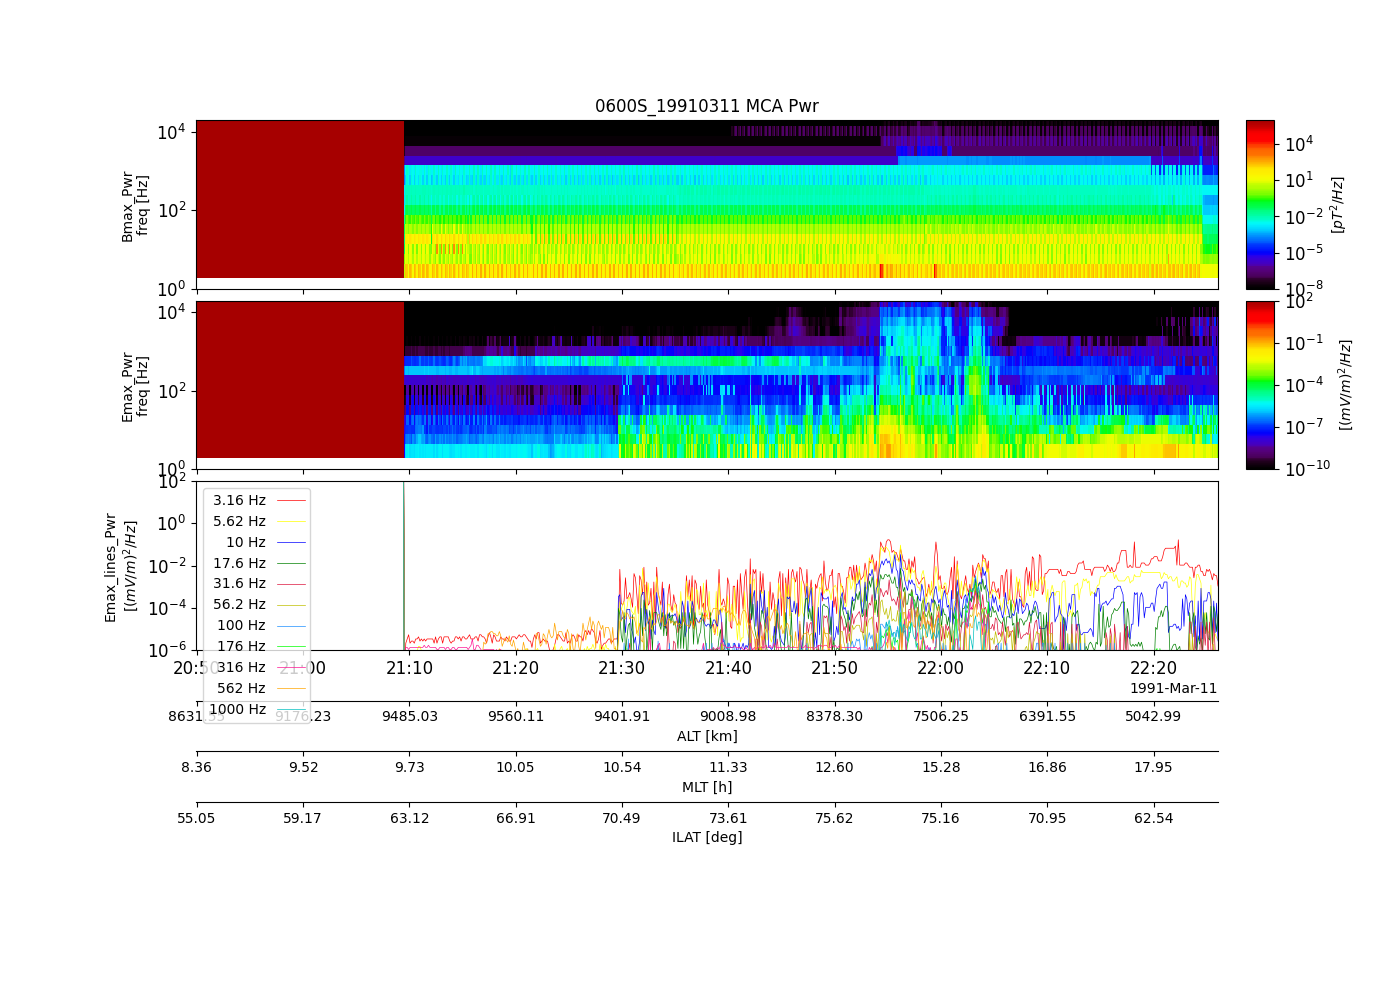 0600S_19910311 MCA Pwr
Bmax_Pwr
freq [Hz]
10^4
10^2
10^0
10^4
10^1
10^-2
10^-5
10^-8
[pT^2/Hz]
Emax_Pwr
freq [Hz]
10^4
10^2
10^0
10^2
10^-1
10^-4
10^-7
10^-10
[(mV/m)^2/Hz]
Emax_lines_Pwr
[(mV/m)^2/Hz]
10^2
10^0
10^-2
10^-4
10^-6
3.16 Hz
5.62 Hz
10 Hz
17.6 Hz
31.6 Hz
56.2 Hz
100 Hz
176 Hz
316 Hz
562 Hz
1000 Hz
20:50 21:00 21:10 21:20 21:30 21:40 21:50 22:00 22:10 22:20
1991-Mar-11
8631.55 9176.23 9485.03 9560.11 9401.91 9008.98 8378.30 7506.25 6391.55 5042.99
ALT [km]
8.36 9.52 9.73 10.05 10.54 11.33 12.60 15.28 16.86 17.95
MLT [h]
55.05 59.17 63.12 66.91 70.49 73.61 75.62 75.16 70.95 62.54
ILAT [deg]